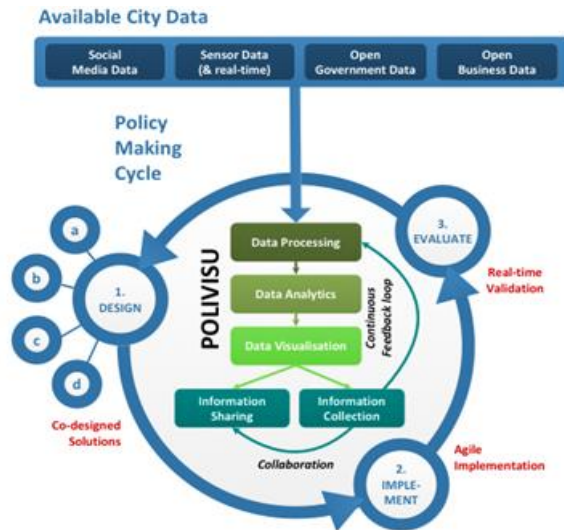 Available City Data
Social
Media Data
Sensor Data
(& real-time)
Open
Government Data
Open
Business Data
Policy
Making
Cycle
a
b
c
d
1.
DESIGN
Co-designed
Solutions
POLIVISU
Data Processing
Data Analytics
Data Visualisation
Information
Sharing
Information
Collection
Continuous
Feedback loop
Collaboration
3.
EVALUATE
Real-time
Validation
Agile
Implementation
2.
IMPLE-
MENT